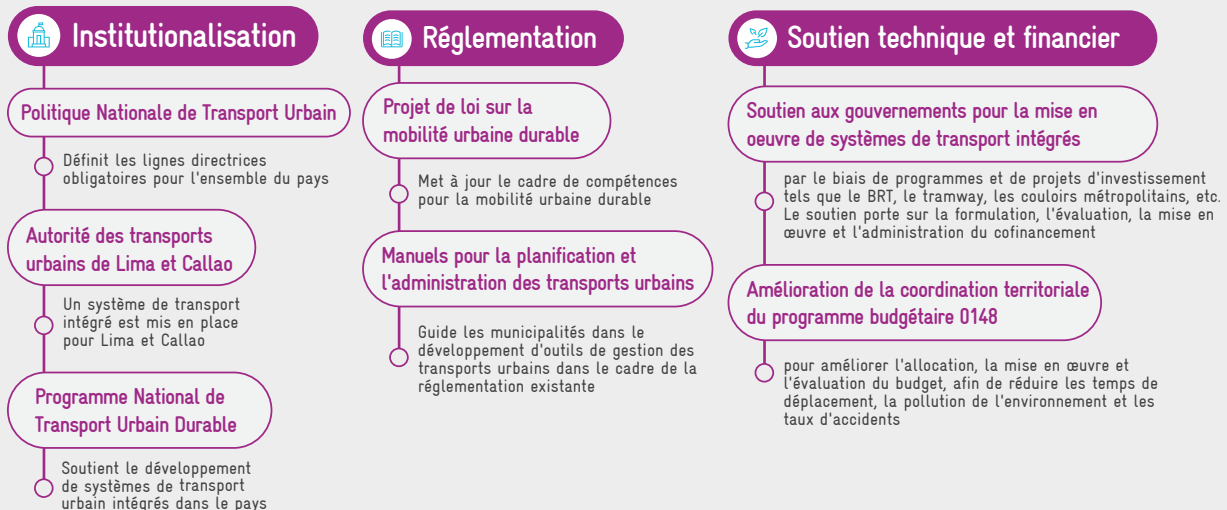 Institutionalisation
Politique Nationale de Transport Urbain
Définit les lignes directrices
obligatoires pour l'ensemble du pays
Autorité des transports
urbains de Lima et Callao
Un système de transport
intégré est mis en place
pour Lima et Callao
Programme National de
Transport Urbain Durable
Soutient le développement
de systèmes de transport
urbain intégrés dans le pays
Réglementation
Projet de loi sur la
mobilité urbaine durable
Met à jour le cadre de compétences
pour la mobilité urbaine durable
Manuels pour la planification et
l'administration des transports urbains
Guide les municipalités dans le
développement d'outils de gestion des
transports urbains dans le cadre de la
réglementation existante
Soutien technique et financier
Soutien aux gouvernements pour la mise en
oeuvre de systèmes de transport intégrés
par le biais de programmes et de projets d'investissement
tels que le BRT, le tramway, les couloirs métropolitains, etc.
Le soutien porte sur la formulation, l'évaluation, la mise en
œuvre et l'administration du cofinancement
Amélioration de la coordination territoriale
du programme budgétaire 0148
pour améliorer l'allocation, la mise en œuvre et
l'évaluation du budget, afin de réduire les temps de
déplacement, la pollution de l'environnement et les
taux d'accidents